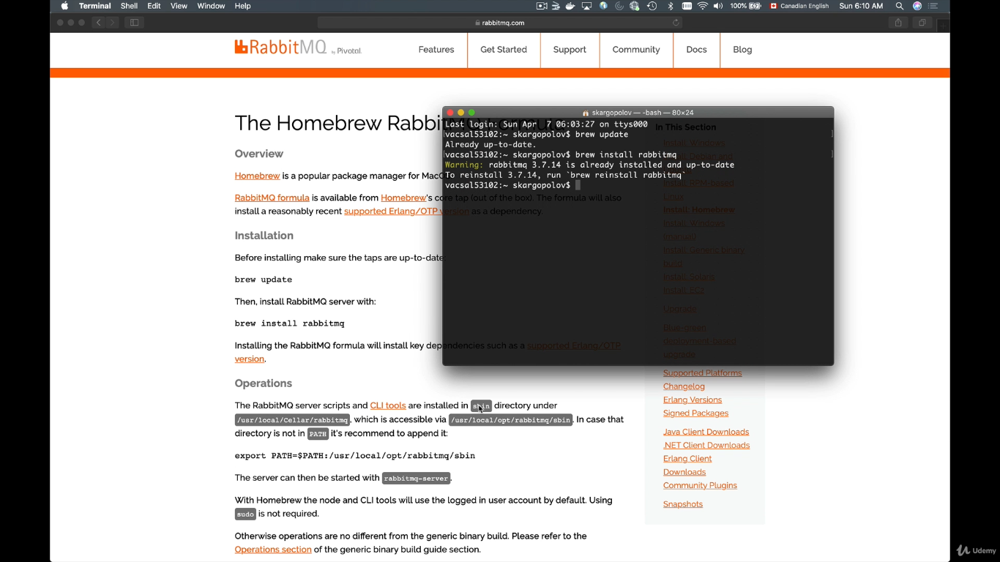 Terminal Shell Edit View Window Help 100% Canadian English Sun 6:10 AM
rabbitmq.com
RabbitMQ by Pivotal. Features Get Started Support Community Docs Blog
The Homebrew RabbitMQ Formula
Overview
Homebrew is a popular package manager for MacO
RabbitMQ formula is available from Homebrew's core tap (out of the box). The formula will also
install a reasonably recent supported Erlang/OTP version as a dependency.
Installation
Before installing make sure the taps are up-to-date:
brew update
Then, install RabbitMQ server with:
brew install rabbitmq
Installing the RabbitMQ formula will install key dependencies such as a supported Erlang/OTP
version.
Operations
The RabbitMQ server scripts and CLI tools are installed in sbin directory under
/usr/local/Cellar/rabbitmq, which is accessible via /usr/local/opt/rabbitmq/sbin. In case that
directory is not in PATH it's recommend to append it:
export PATH=$PATH:/usr/local/opt/rabbitmq/sbin
The server can then be started with rabbitmq-server.
With Homebrew the node and CLI tools will use the logged in user account by default. Using
sudo is not required.
Otherwise operations are no different from the generic binary build. Please refer to the
Operations section of the generic binary build guide section.
skargopolov — -bash — 80×24
Last login: Sun Apr 7 06:03:27 on ttys000
vacsal53102:~ skargopolov$ brew update
Already up-to-date.
vacsal53102:~ skargopolov$ brew install rabbitmq
Warning: rabbitmq 3.7.14 is already installed and up-to-date
To reinstall 3.7.14, run `brew reinstall rabbitmq`
vacsal53102:~ skargopolov$
In This Section
Install: Windows
Install: RPM-based
Linux
Install: Homebrew
Install: Windows
(manual)
Install: Generic binary
build
Install: Solaris
Install: EC2
Upgrade
Blue-green
deployment-based
upgrade
Supported Platforms
Changelog
Erlang Versions
Signed Packages
Java Client Downloads
.NET Client Downloads
Erlang Client
Downloads
Community Plugins
Snapshots
Udemy